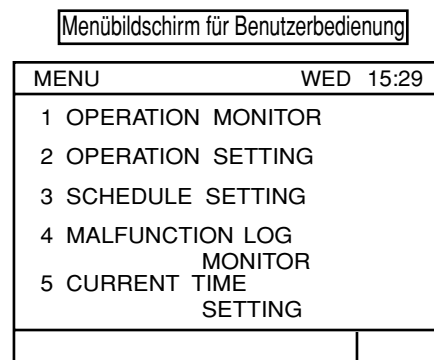 Menübildschirm für Benutzerbedienung
MENU WED 15:29
1 OPERATION MONITOR
2 OPERATION SETTING
3 SCHEDULE SETTING
4 MALFUNCTION LOG
MONITOR
5 CURRENT TIME
SETTING